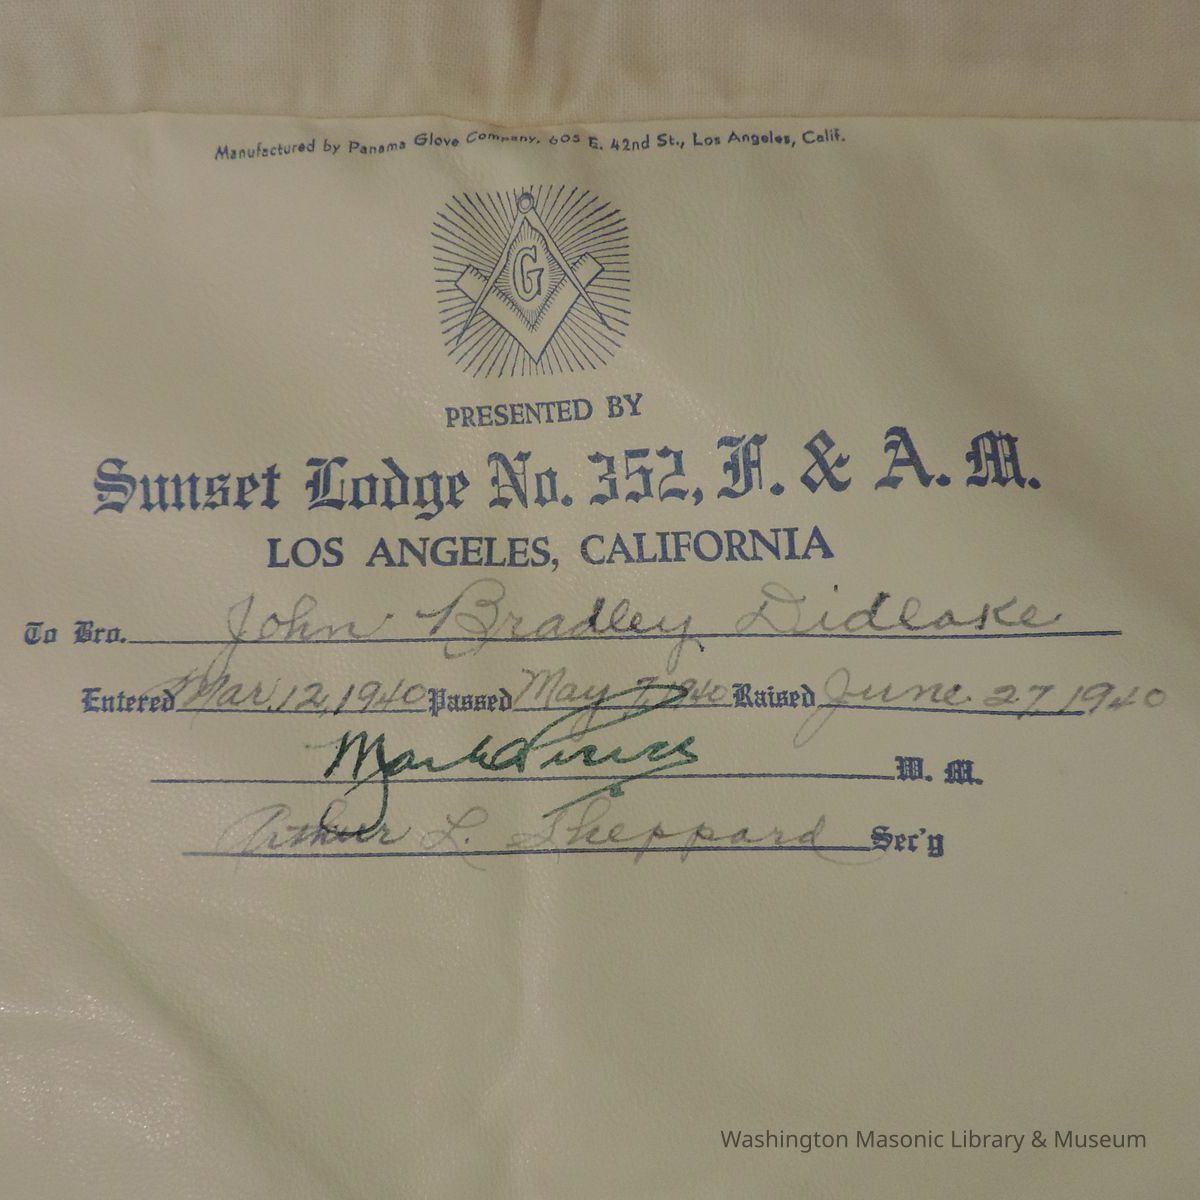 Manufactured by Panama Glove Company, 605 E. 42nd St., Los Angeles, Calif.
G
PRESENTED BY
Sunset Lodge No. 352, F. & A. M.
LOS ANGELES, CALIFORNIA
To Bro. John Bradley Didlake
Entered Mar. 12, 1940 Passed May 7, 1940 Raised June 27, 1940
W. M.
Arthur L. Sheppard Sec'y
Washington Masonic Library & Museum